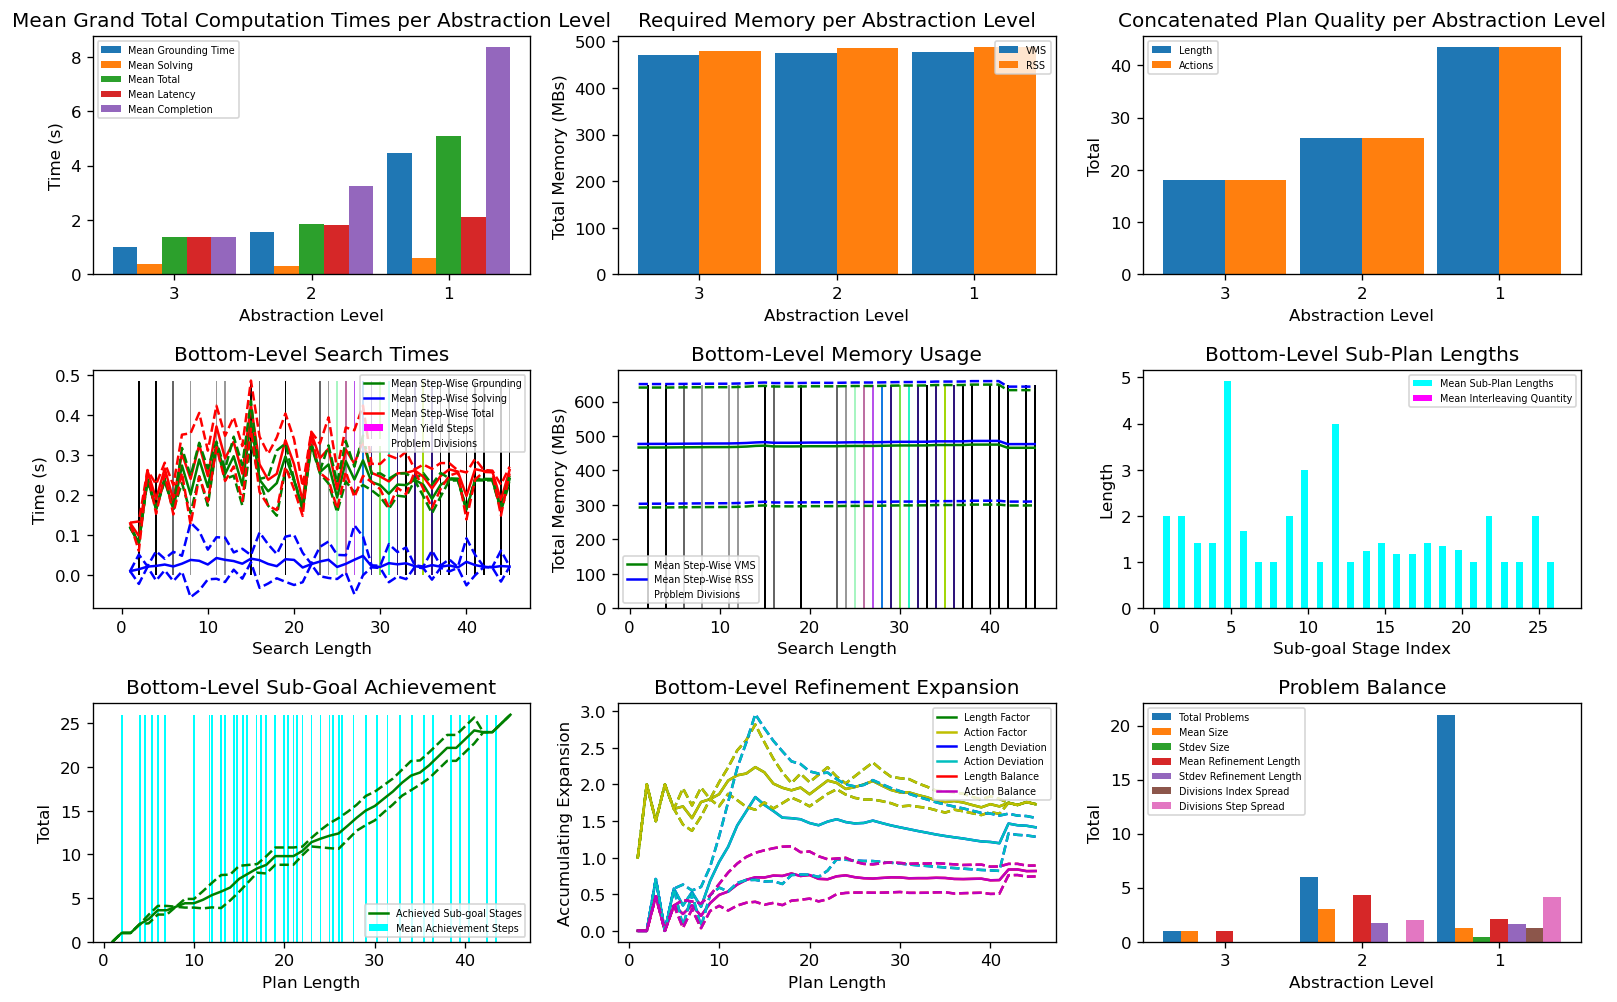 Mean Grand Total Computation Times per Abstraction Level
Time (s)
8
6
4
2
0
Mean Grounding Time
Mean Solving
Mean Total
Mean Latency
Mean Completion
3 2 1
Abstraction Level
Required Memory per Abstraction Level
Total Memory (MBs)
500
400
300
200
100
0
VMS
RSS
3 2 1
Abstraction Level
Concatenated Plan Quality per Abstraction Level
Total
40
30
20
10
0
Length
Actions
3 2 1
Abstraction Level
Bottom-Level Search Times
Time (s)
0.5
0.4
0.3
0.2
0.1
0.0
Mean Step-Wise Grounding
Mean Step-Wise Solving
Mean Step-Wise Total
Mean Yield Steps
Problem Divisions
0 10 20 30 40
Search Length
Bottom-Level Memory Usage
Total Memory (MBs)
600
500
400
300
200
100
0
Mean Step-Wise VMS
Mean Step-Wise RSS
Problem Divisions
0 10 20 30 40
Search Length
Bottom-Level Sub-Plan Lengths
Length
5
4
3
2
1
0
Mean Sub-Plan Lengths
Mean Interleaving Quantity
0 5 10 15 20 25
Sub-goal Stage Index
Bottom-Level Sub-Goal Achievement
Total
25
20
15
10
5
0
Achieved Sub-goal Stages
Mean Achievement Steps
0 10 20 30 40
Plan Length
Bottom-Level Refinement Expansion
Accumulating Expansion
3.0
2.5
2.0
1.5
1.0
0.5
0.0
Length Factor
Action Factor
Length Deviation
Action Deviation
Length Balance
Action Balance
0 10 20 30 40
Plan Length
Problem Balance
Total
20
15
10
5
0
Total Problems
Mean Size
Stdev Size
Mean Refinement Length
Stdev Refinement Length
Divisions Index Spread
Divisions Step Spread
3 2 1
Abstraction Level